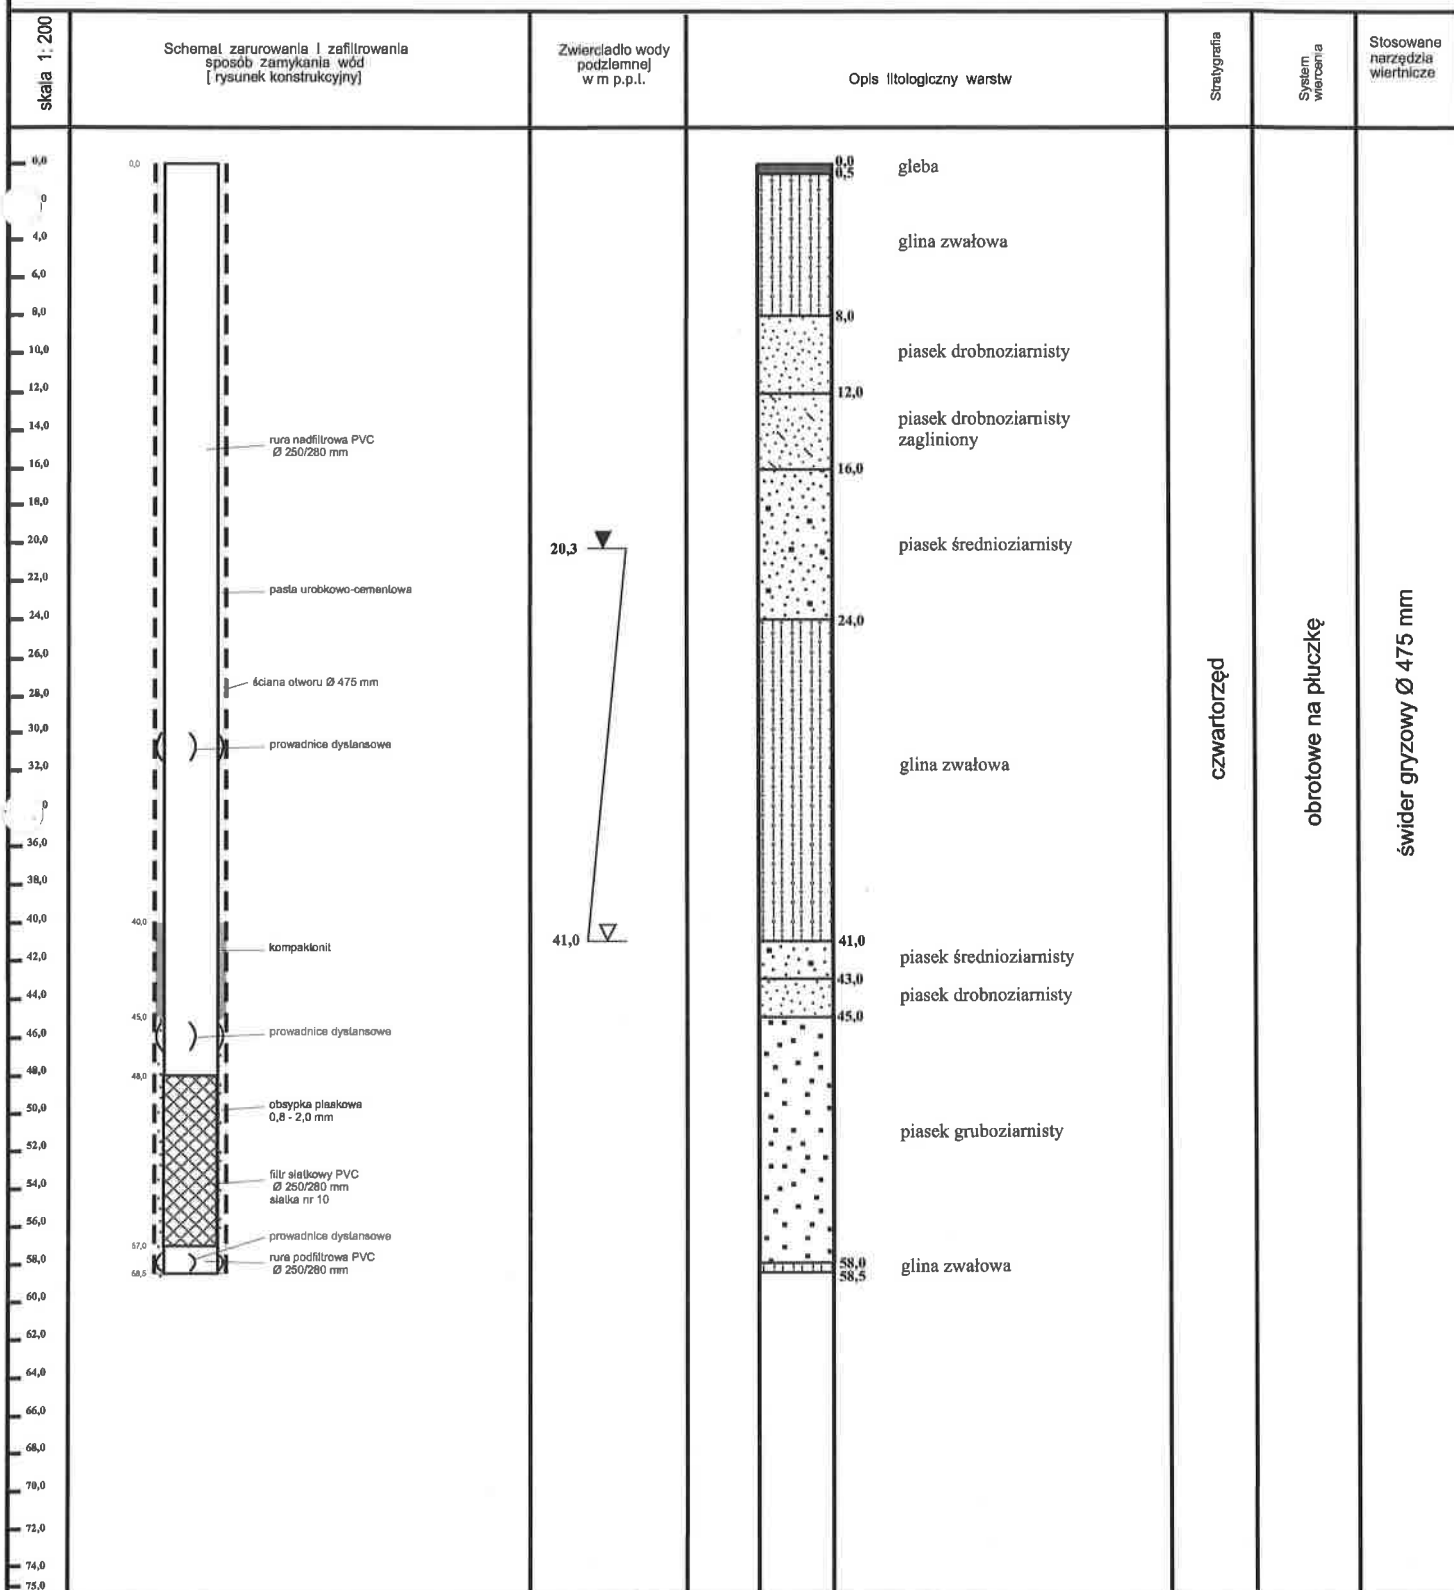 skala 1: 200
Schemat zarurowania i zafiltrowania
sposób zamykania wód
[ rysunek konstrukcyjny]
Zwierciadło wody
podziemnej
w m p.p.t.
Opis litologiczny warstw
Stratygrafia
System
wiercenia
Stosowane
narzędzia
wiertnicze
0,0
0
4,0
6,0
8,0
10,0
12,0
14,0
16,0
18,0
20,0
22,0
24,0
26,0
28,0
30,0
32,0
0
36,0
38,0
40,0
42,0
44,0
46,0
48,0
50,0
52,0
54,0
56,0
58,0
60,0
62,0
64,0
66,0
68,0
70,0
72,0
74,0
75,0
0,0
rura nadfiltrowa PVC
Ø 250/280 mm
pasta urobkowo-cementowa
ściana otworu Ø 475 mm
prowadnice dystansowe
40,0
kompaktonit
45,0
prowadnice dystansowe
48,0
obsypka piaskowa
0,8 - 2,0 mm
filtr siatkowy PVC
Ø 250/280 mm
siatka nr 10
prowadnice dystansowe
57,0
rura podfiltrowa PVC
Ø 250/280 mm
58,5
20,3
41,0
0,0
0,5
gleba
glina zwałowa
8,0
piasek drobnoziarnisty
12,0
piasek drobnoziarnisty
zagliniony
16,0
piasek średnioziarnisty
24,0
glina zwałowa
41,0
piasek średnioziarnisty
43,0
piasek drobnoziarnisty
45,0
piasek gruboziarnisty
58,0
58,5
glina zwałowa
czwartorzęd
obrotowe na płuczkę
świder gryzowy Ø 475 mm